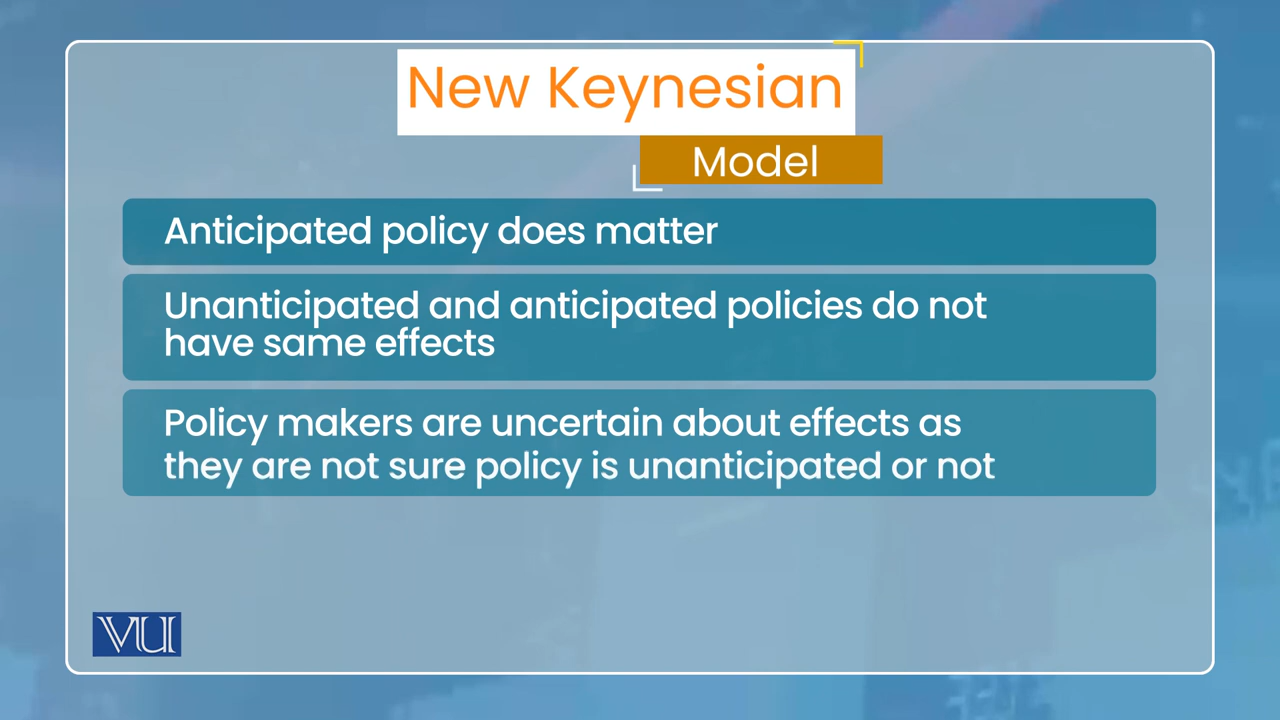 New Keynesian
Model
Anticipated policy does matter
Unanticipated and anticipated policies do not
have same effects
Policy makers are uncertain about effects as
they are not sure policy is unanticipated or not
VU